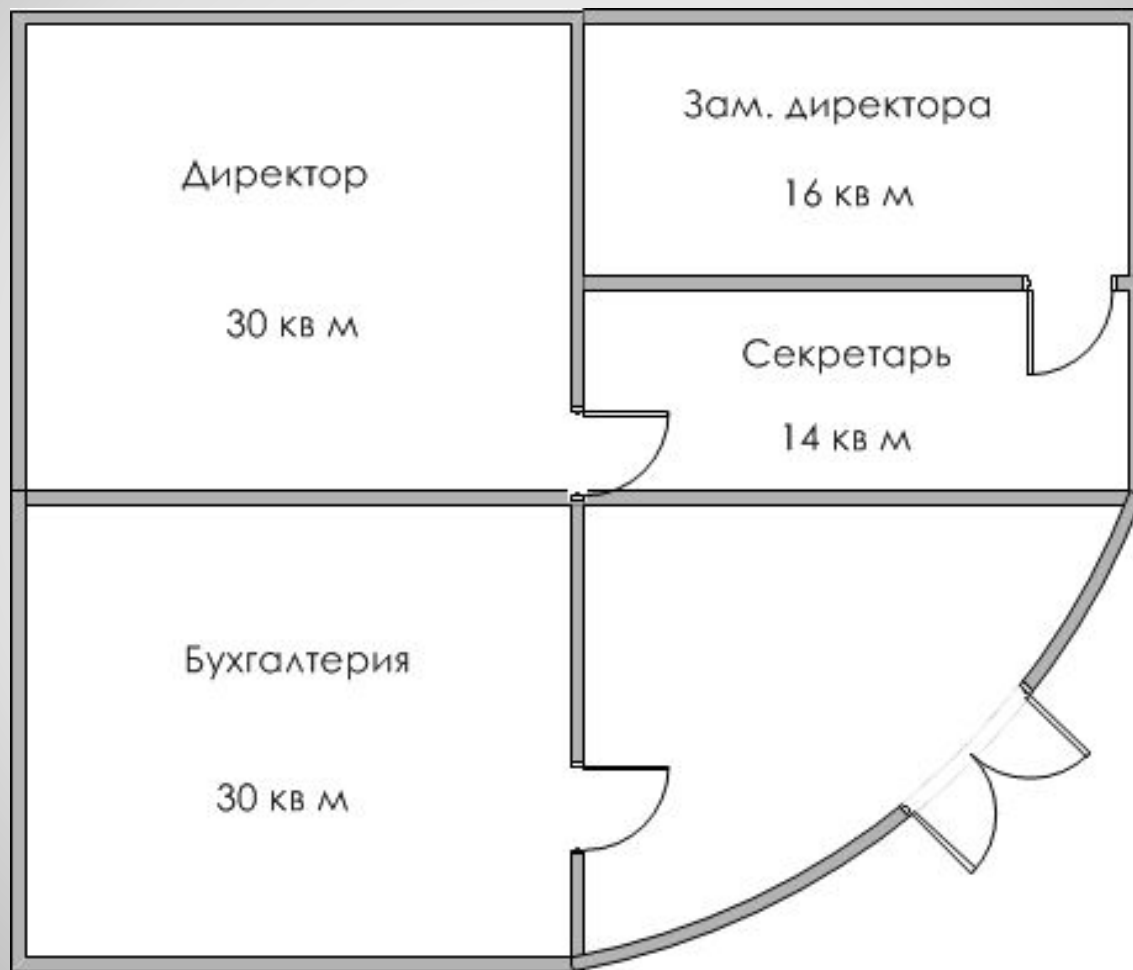 Директор
30 кв м
Зам. директора
16 кв м
Секретарь
14 кв м
Бухгалтерия
30 кв м